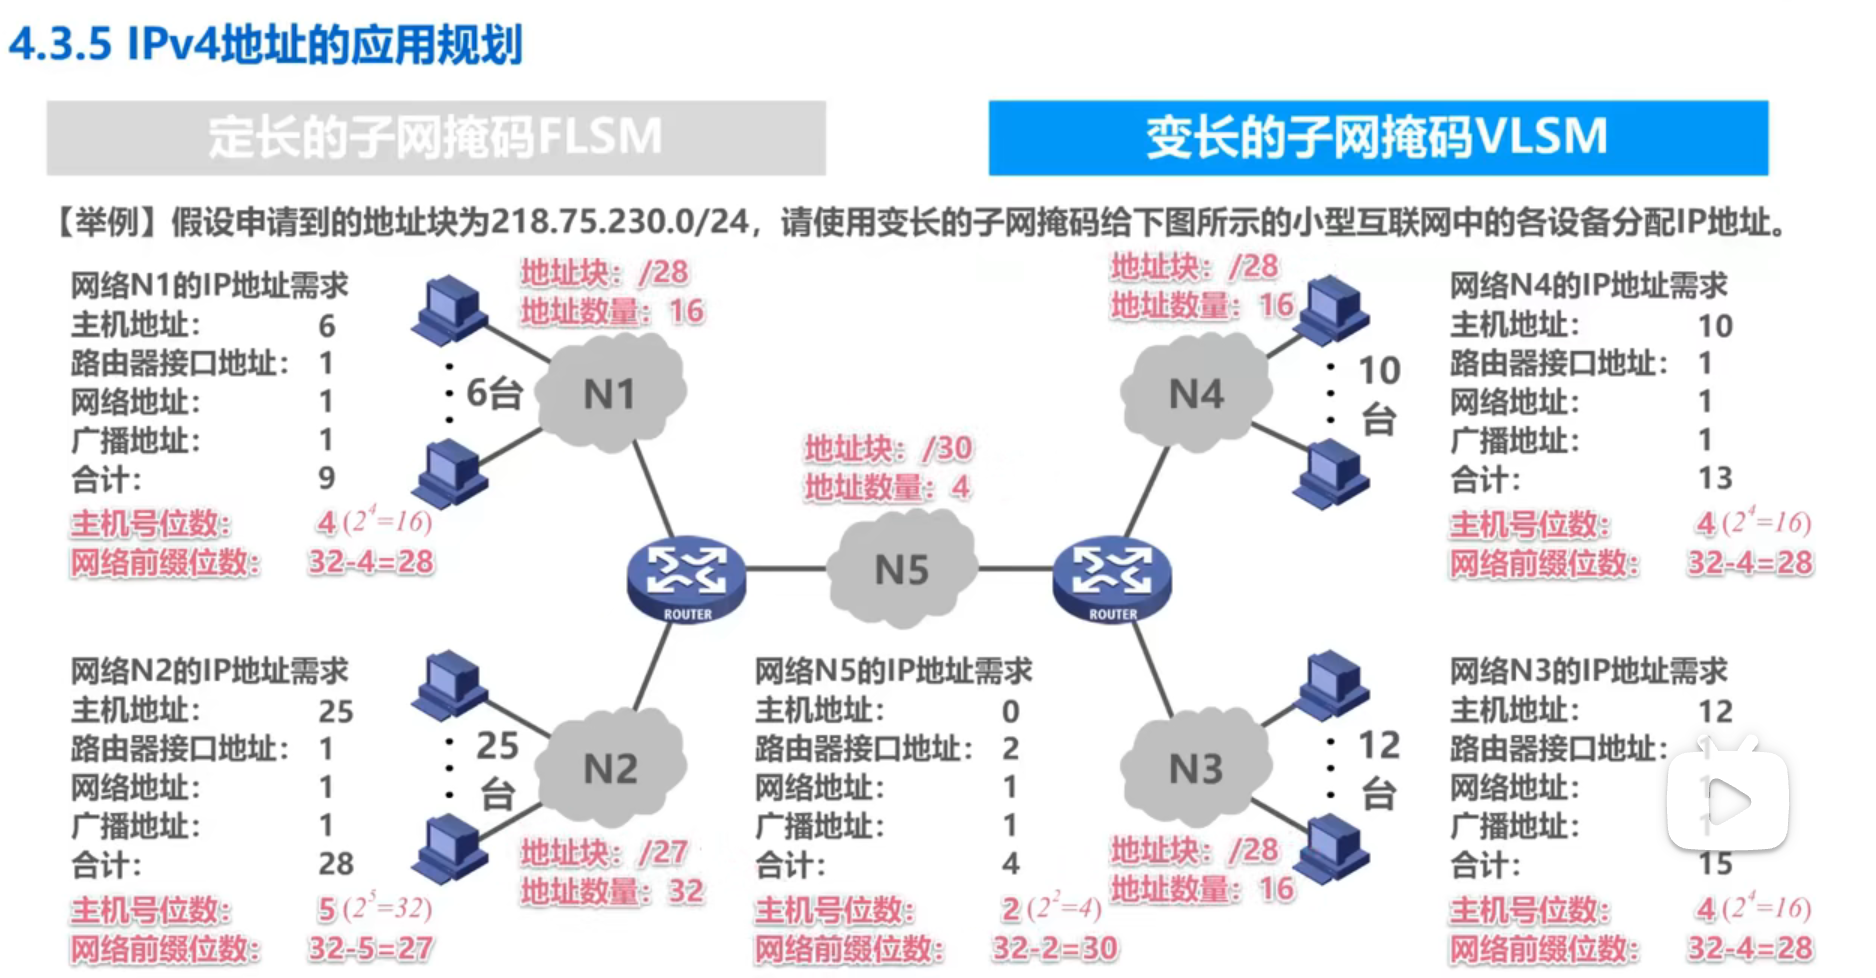 4.3.5 IPv4地址的应用规划
定长的子网掩码FLSM
变长的子网掩码VLSM
【举例】假设申请到的地址块为218.75.230.0/24，请使用变长的子网掩码给下图所示的小型互联网中的各设备分配IP地址。
网络N1的IP地址需求
主机地址： 6
路由器接口地址： 1
网络地址： 1
广播地址： 1
合计： 9
主机号位数： 4 (2^4=16)
网络前缀位数： 32-4=28
地址块：/28
地址数量：16
6台
N1
地址块：/28
地址数量：16
N4
10
台
网络N4的IP地址需求
主机地址： 10
路由器接口地址： 1
网络地址： 1
广播地址： 1
合计： 13
主机号位数： 4 (2^4=16)
网络前缀位数： 32-4=28
地址块：/30
地址数量：4
ROUTER
N5
ROUTER
网络N2的IP地址需求
主机地址： 25
路由器接口地址： 1
网络地址： 1
广播地址： 1
合计： 28
主机号位数： 5 (2^5=32)
网络前缀位数： 32-5=27
25
台
N2
地址块：/27
地址数量：32
网络N5的IP地址需求
主机地址： 0
路由器接口地址： 2
网络地址： 1
广播地址： 1
合计： 4
主机号位数： 2 (2^2=4)
网络前缀位数： 32-2=30
N3
12
台
地址块：/28
地址数量：16
网络N3的IP地址需求
主机地址： 12
路由器接口地址： 1
网络地址： 1
广播地址： 1
合计： 15
主机号位数： 4 (2^4=16)
网络前缀位数： 32-4=28